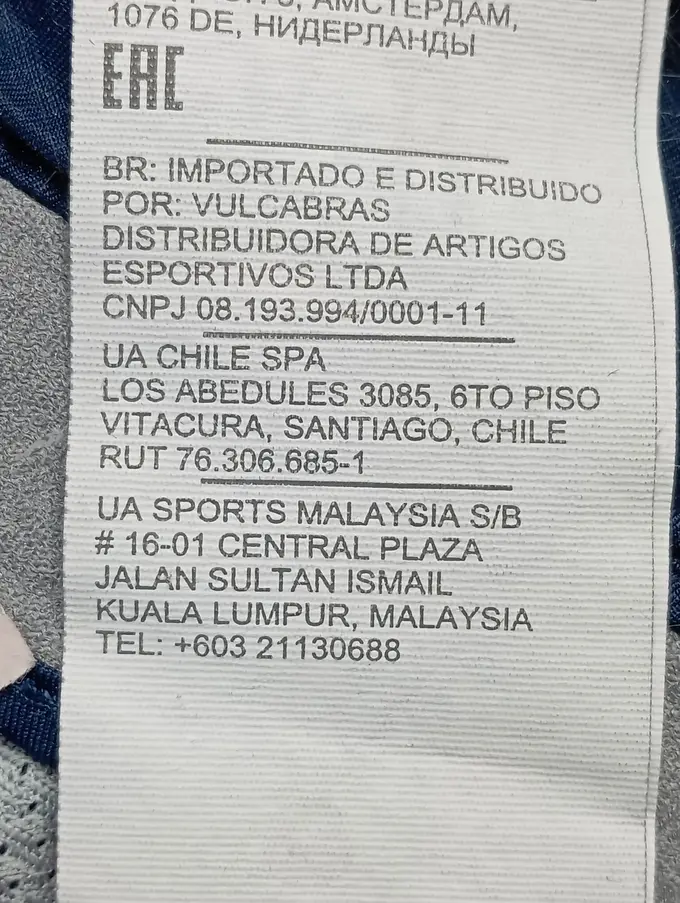 АМСТЕРДАМ,
1076 DE, НИДЕРЛАНДЫ
EAC
BR: IMPORTADO E DISTRIBUIDO
POR: VULCABRAS
DISTRIBUIDORA DE ARTIGOS
ESPORTIVOS LTDA
CNPJ 08.193.994/0001-11
UA CHILE SPA
LOS ABEDULES 3085, 6TO PISO
VITACURA, SANTIAGO, CHILE
RUT 76.306.685-1
UA SPORTS MALAYSIA S/B
# 16-01 CENTRAL PLAZA
JALAN SULTAN ISMAIL
KUALA LUMPUR, MALAYSIA
TEL: +603 21130688